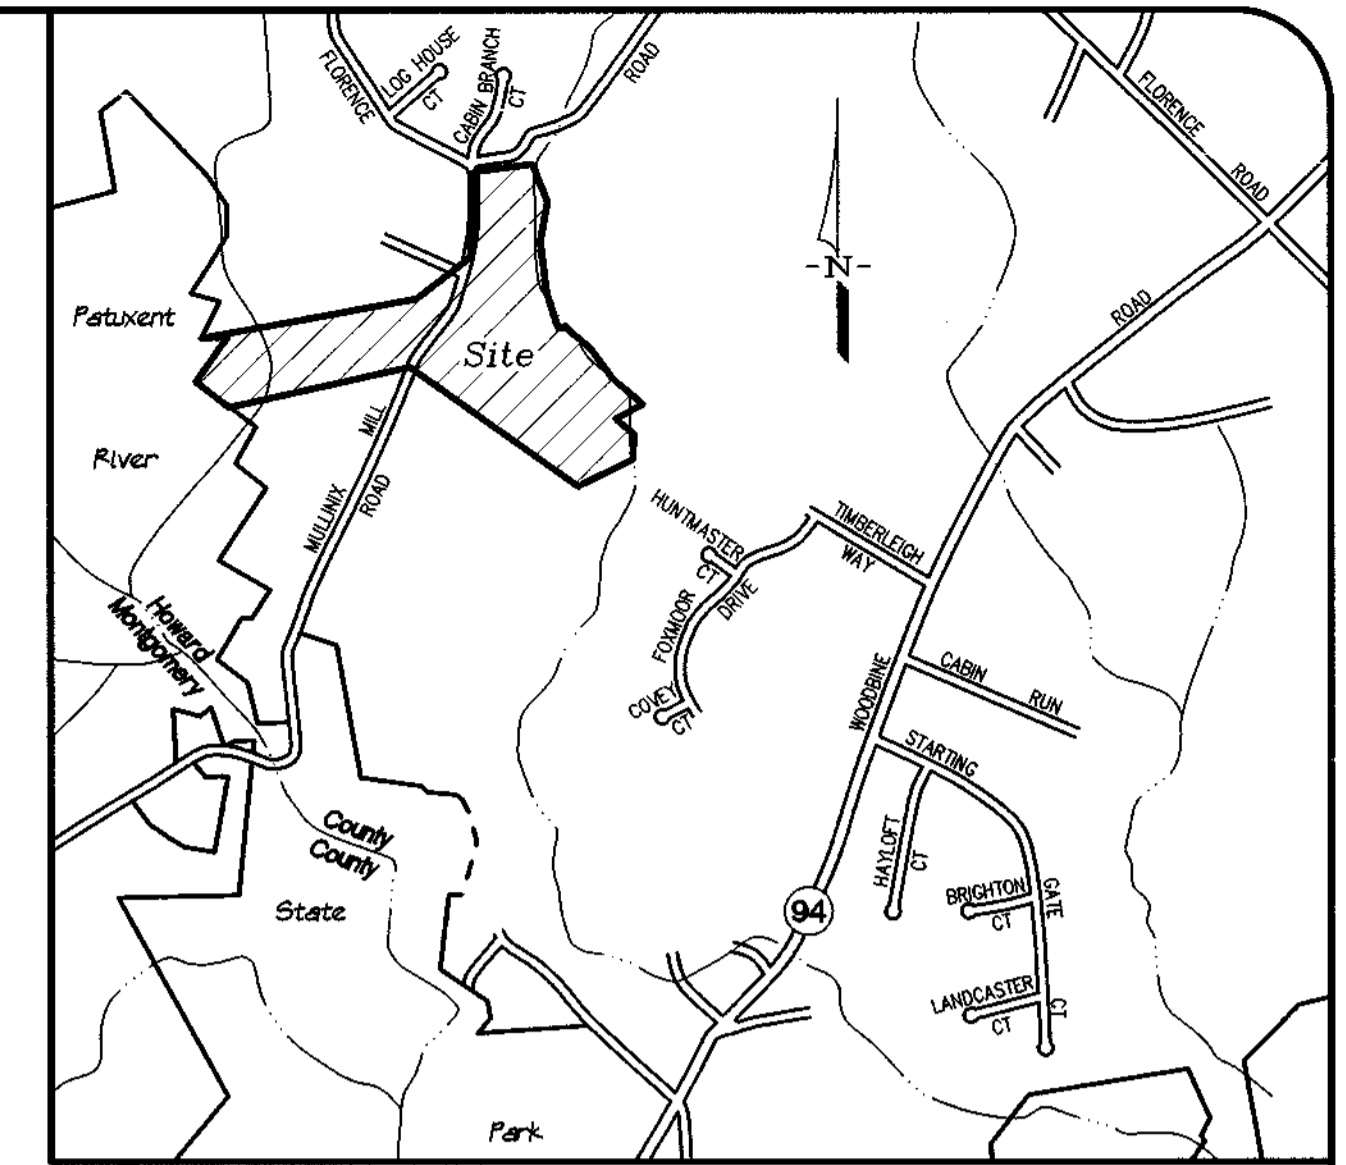 FLORENCE
LOG HOUSE
CT
CABIN BRANCH
CT
ROAD
FLORENCE
ROAD
-N-
ROAD
Patuxent
Site
River
MILL
MULLINIX
ROAD
HUNTMASTER
CT
TIMBERLEIGH
WAY
FOXMOOR
DRIVE
COVEY
CT
Howard
Montgomery
WOODBINE
CABIN
RUN
STARTING
County
County
HAYLOFT
CT
BRIGHTON
CT
GATE
State
94
LANDCASTER
CT
CT
Park